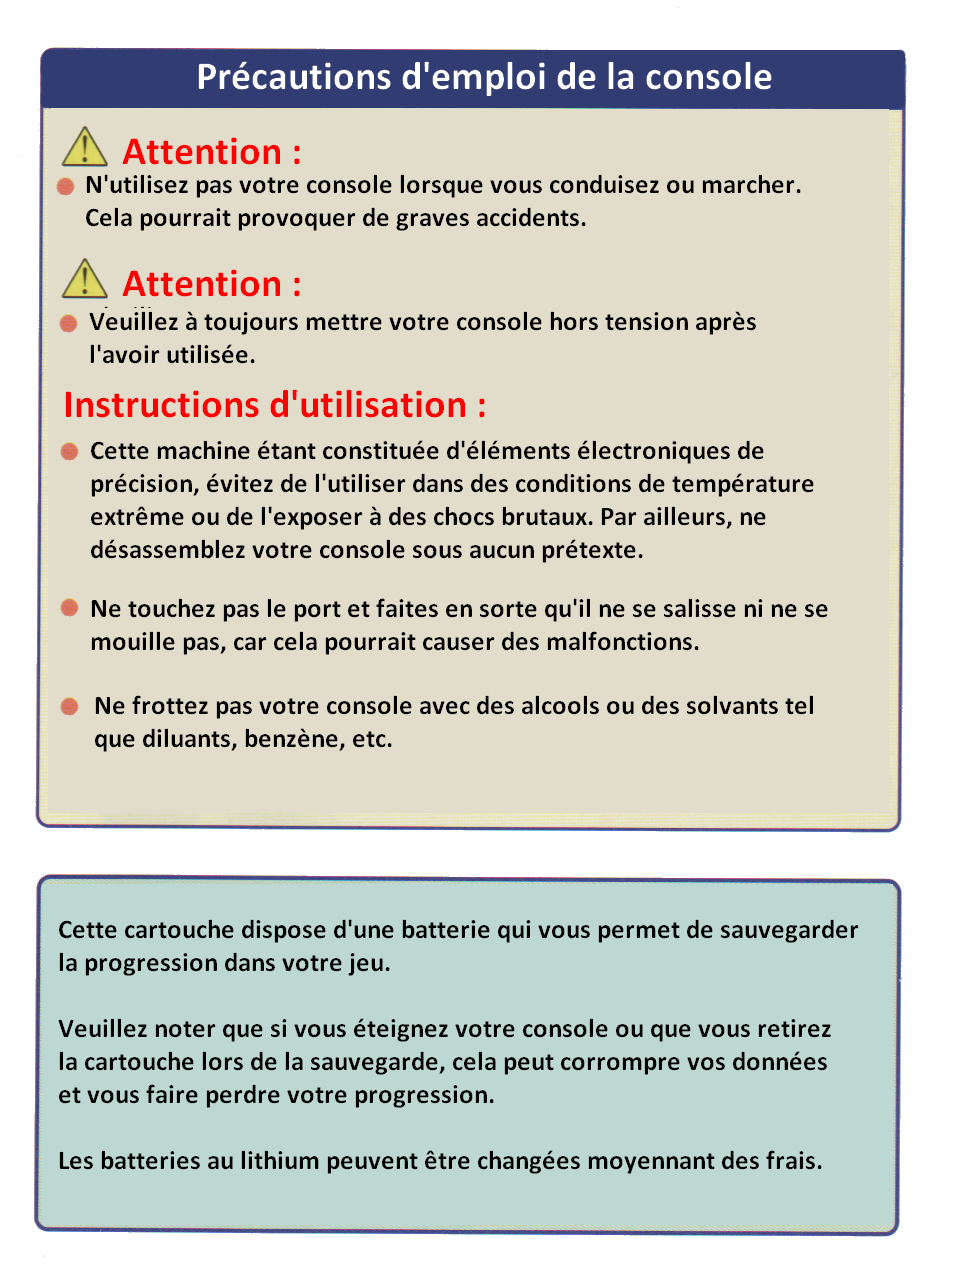 Précautions d'emploi de la console
Attention :
N'utilisez pas votre console lorsque vous conduisez ou marcher.
Cela pourrait provoquer de graves accidents.
Attention :
Veuillez à toujours mettre votre console hors tension après
l'avoir utilisée.
Instructions d'utilisation :
Cette machine étant constituée d'éléments électroniques de
précision, évitez de l'utiliser dans des conditions de température
extrême ou de l'exposer à des chocs brutaux. Par ailleurs, ne
désassemblez votre console sous aucun prétexte.
Ne touchez pas le port et faites en sorte qu'il ne se salisse ni ne se
mouille pas, car cela pourrait causer des malfonctions.
Ne frottez pas votre console avec des alcools ou des solvants tel
que diluants, benzène, etc.
Cette cartouche dispose d'une batterie qui vous permet de sauvegarder
la progression dans votre jeu.
Veuillez noter que si vous éteignez votre console ou que vous retirez
la cartouche lors de la sauvegarde, cela peut corrompre vos données
et vous faire perdre votre progression.
Les batteries au lithium peuvent être changées moyennant des frais.